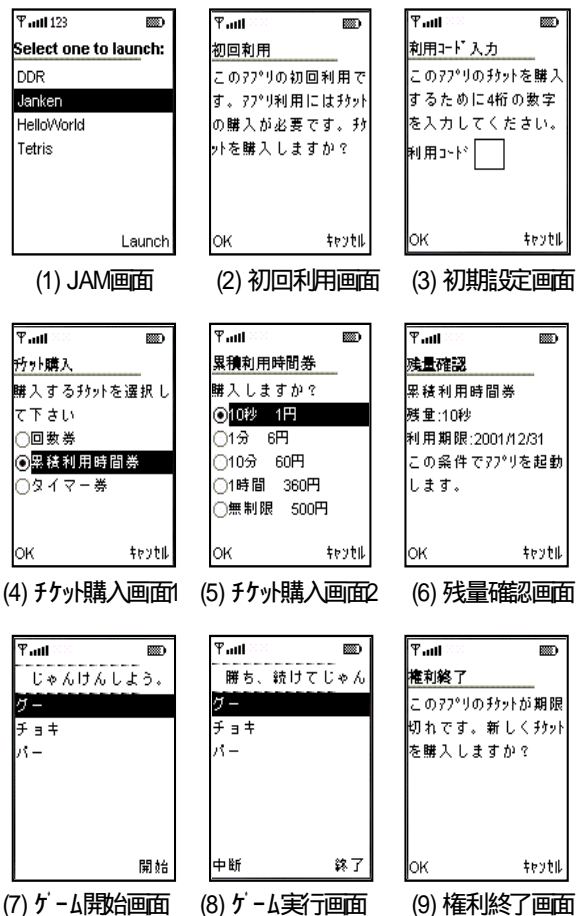 123
Select one to launch:
DDR
Janken
HelloWorld
Tetris
Launch
(1) JAM画面
初回利用
このｱﾌﾟﾘの初回利用で
す。ｱﾌﾟﾘ利用にはﾁｹｯﾄ
の購入が必要です。ﾁｹ
ｯﾄを購入しますか？
OK ｷｬﾝｾﾙ
(2) 初回利用画面
利用ｺｰﾄﾞ入力
このｱﾌﾟﾘのﾁｹｯﾄを購入
するために4桁の数字
を入力してください。
利用ｺｰﾄﾞ
OK ｷｬﾝｾﾙ
(3) 初期設定画面
ﾁｹｯﾄ購入
購入するﾁｹｯﾄを選択し
て下さい
回数券
累積利用時間券
タイマー券
OK ｷｬﾝｾﾙ
(4) ﾁｹｯﾄ購入画面1
累積利用時間券
購入しますか？
10秒 1円
1分 6円
10分 60円
1時間 360円
無制限 500円
OK ｷｬﾝｾﾙ
(5) ﾁｹｯﾄ購入画面2
残量確認
累積利用時間券
残量:10秒
利用期限:2001/12/31
この条件でｱﾌﾟﾘを起動
します。
OK ｷｬﾝｾﾙ
(6) 残量確認画面
じゃんけんしよう。
グー
チョキ
パー
開始
(7) ｹﾞｰﾑ開始画面
勝ち、続けてじゃん
グー
チョキ
パー
中断 終了
(8) ｹﾞｰﾑ実行画面
権利終了
このｱﾌﾟﾘのﾁｹｯﾄが期限
切れです。新しくﾁｹｯﾄ
を購入しますか？
OK ｷｬﾝｾﾙ
(9) 権利終了画面